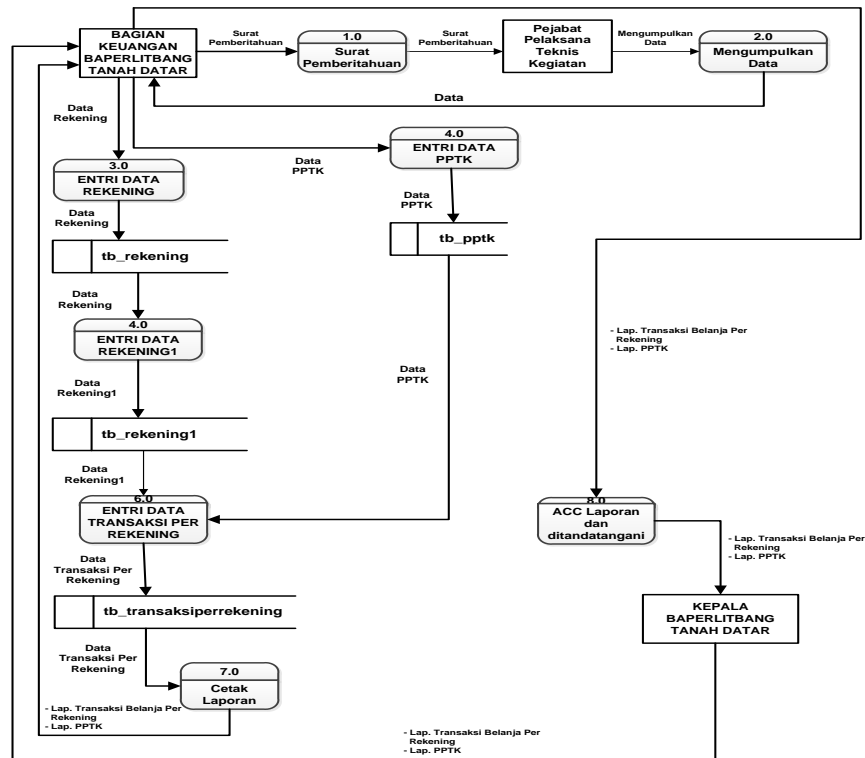 BAGIAN
KEUANGAN
BAPERLITBANG
TANAH DATAR
Surat
Pemberitahuan
1.0
Surat
Pemberitahuan
Surat
Pemberitahuan
Pejabat
Pelaksana
Teknis
Kegiatan
Mengumpulkan
Data
2.0
Mengumpulkan
Data
Data
Data
Rekening
3.0
ENTRI DATA
REKENING
Data
PPTK
4.0
ENTRI DATA
PPTK
Data
Rekening
Data
PPTK
tb_rekening
tb_pptk
Data
Rekening
4.0
ENTRI DATA
REKENING1
- Lap. Transaksi Belanja Per
Rekening
- Lap. PPTK
Data
PPTK
Data
Rekening1
tb_rekening1
Data
Rekening1
6.0
ENTRI DATA
TRANSAKSI PER
REKENING
8.0
ACC Laporan
dan
ditandatangani
Data
Transaksi Per
Rekening
- Lap. Transaksi Belanja Per
Rekening
- Lap. PPTK
tb_transaksiperrekening
KEPALA
BAPERLITBANG
TANAH DATAR
Data
Transaksi Per
Rekening
7.0
Cetak
Laporan
- Lap. Transaksi Belanja Per
Rekening
- Lap. PPTK
- Lap. Transaksi Belanja Per
Rekening
- Lap. PPTK